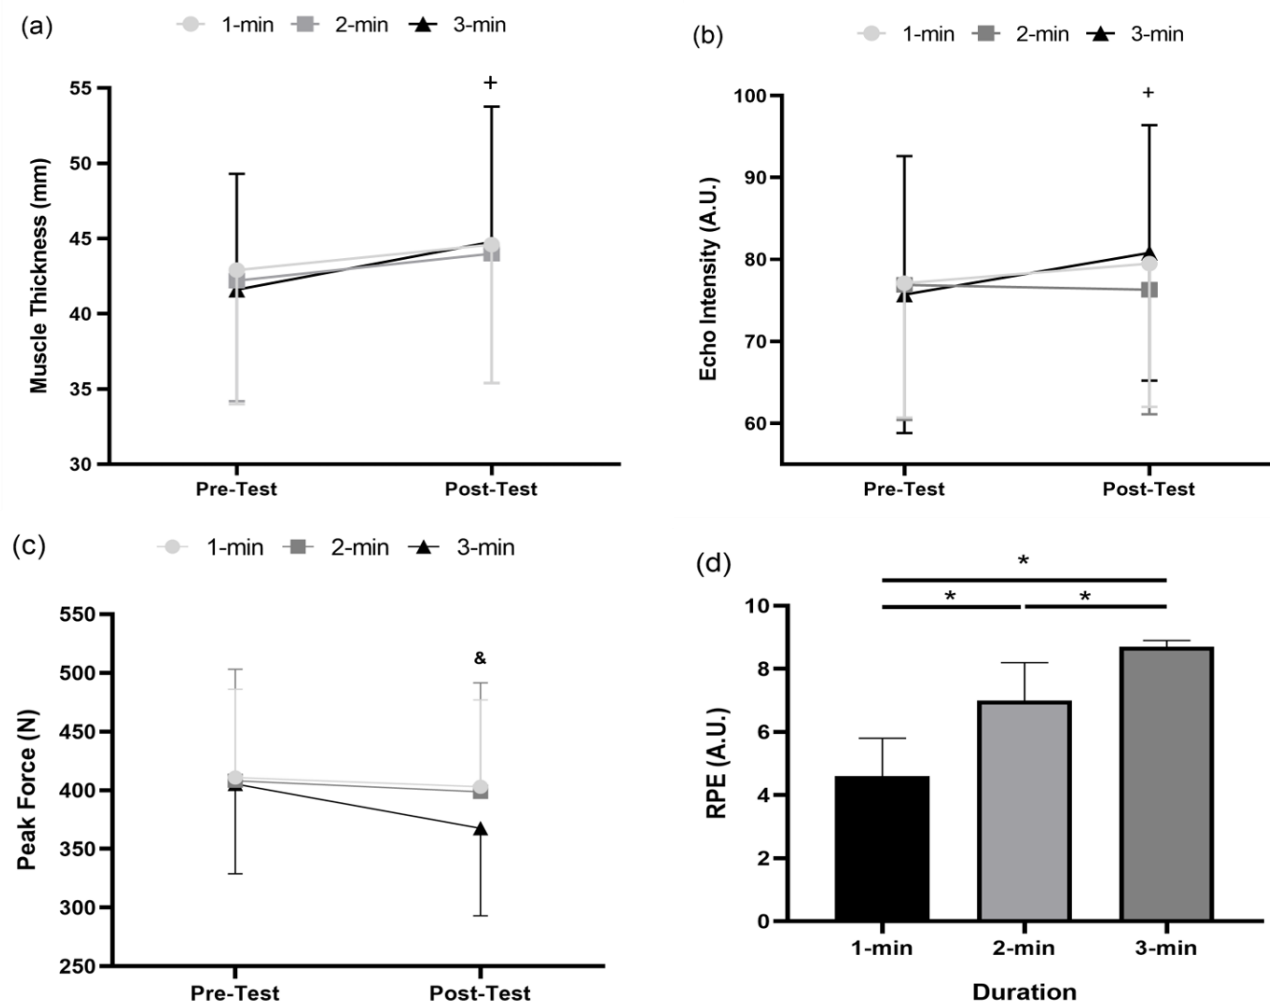 (a)
1-min 2-min 3-min
+
55
50
45
40
35
30
Muscle Thickness (mm)
Pre-Test Post-Test
(b)
1-min 2-min 3-min
+
100
90
80
70
60
Echo Intensity (A.U.)
Pre-Test Post-Test
(c)
1-min 2-min 3-min
&
550
500
450
400
350
300
250
Peak Force (N)
Pre-Test Post-Test
(d)
*
* *
10
8
6
4
2
0
RPE (A.U.)
1-min 2-min 3-min
Duration